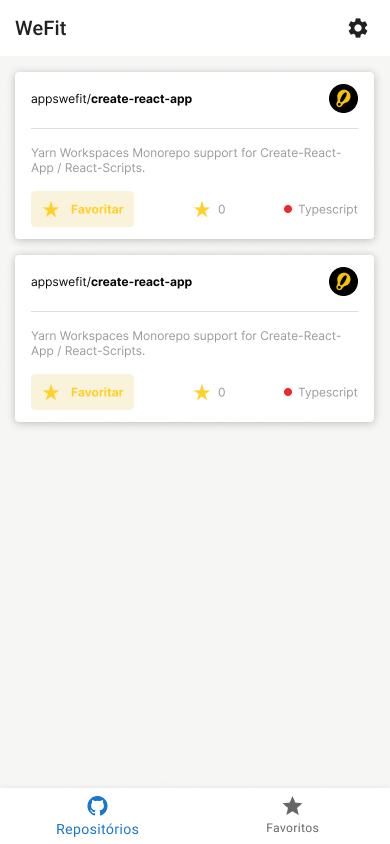 WeFit
appswefit/create-react-app
Yarn Workspaces Monorepo support for Create-React-
App / React-Scripts.
Favoritar 0 Typescript
appswefit/create-react-app
Yarn Workspaces Monorepo support for Create-React-
App / React-Scripts.
Favoritar 0 Typescript
Repositórios Favoritos